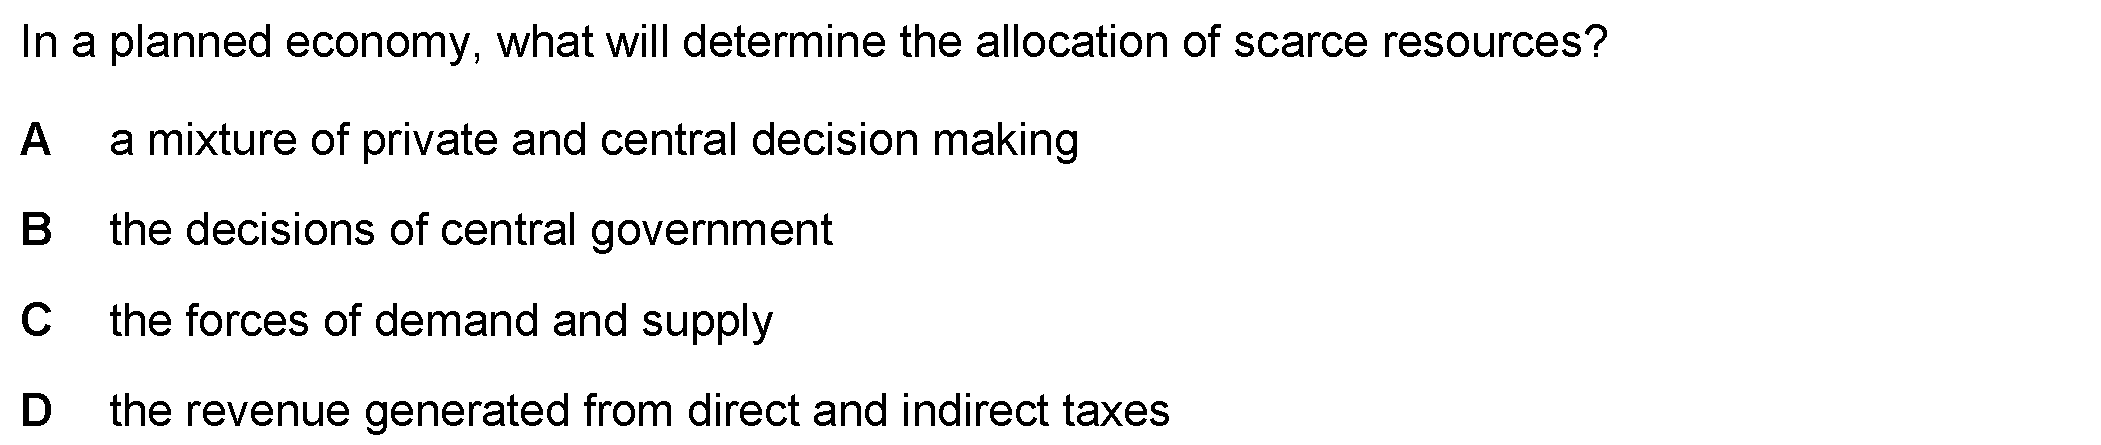 In a planned economy, what will determine the allocation of scarce resources?
A a mixture of private and central decision making
B the decisions of central government
C the forces of demand and supply
D the revenue generated from direct and indirect taxes